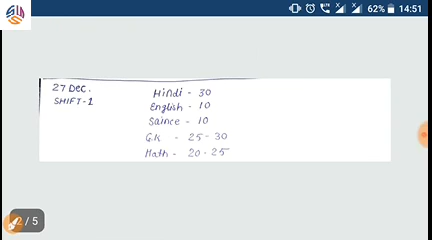 62% 14:51
27 Dec.
SHIFT-1
Hindi - 30
English - 10
Saince - 10
G.K - 25-30
Math - 20-25
2 / 5